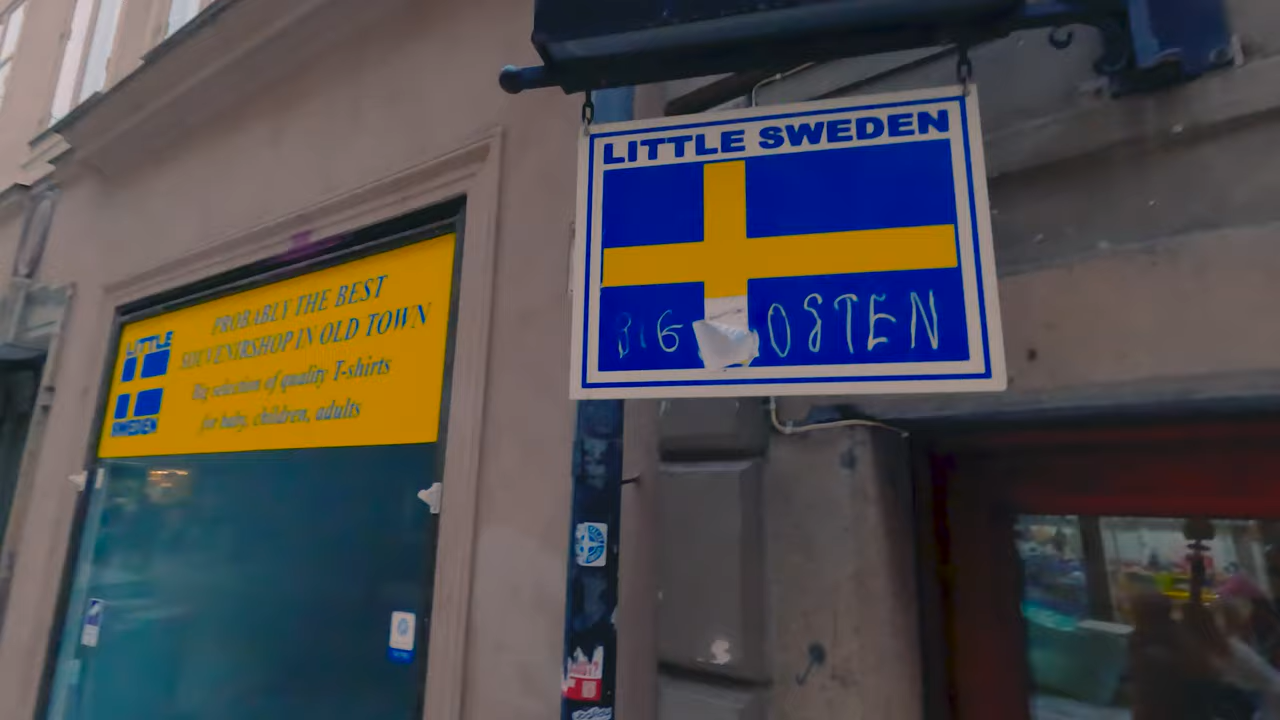 LITTLE SWEDEN
BIG OSTEN
PROBABLY THE BEST
SOUVENIRSHOP IN OLD TOWN
Big selection of quality T-shirts
for baby, children, adults
LITTLE
SWEDEN